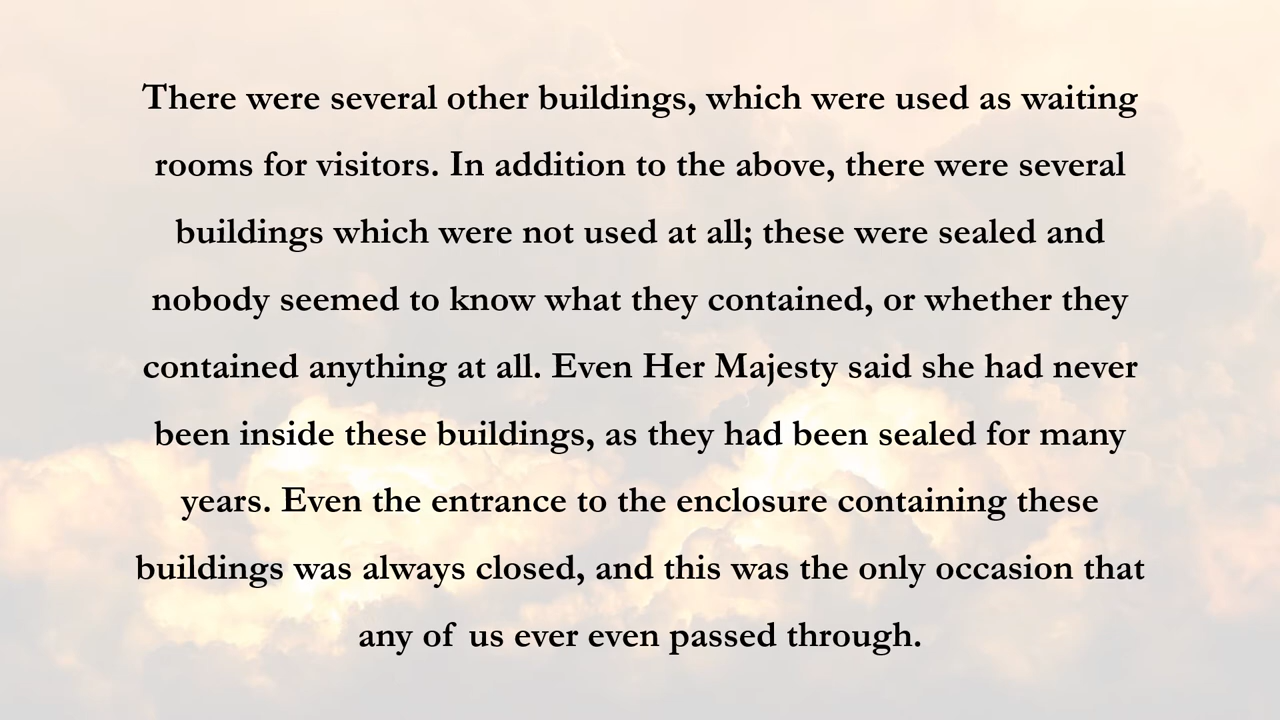 There were several other buildings, which were used as waiting
rooms for visitors. In addition to the above, there were several
buildings which were not used at all; these were sealed and
nobody seemed to know what they contained, or whether they
contained anything at all. Even Her Majesty said she had never
been inside these buildings, as they had been sealed for many
years. Even the entrance to the enclosure containing these
buildings was always closed, and this was the only occasion that
any of us ever even passed through.